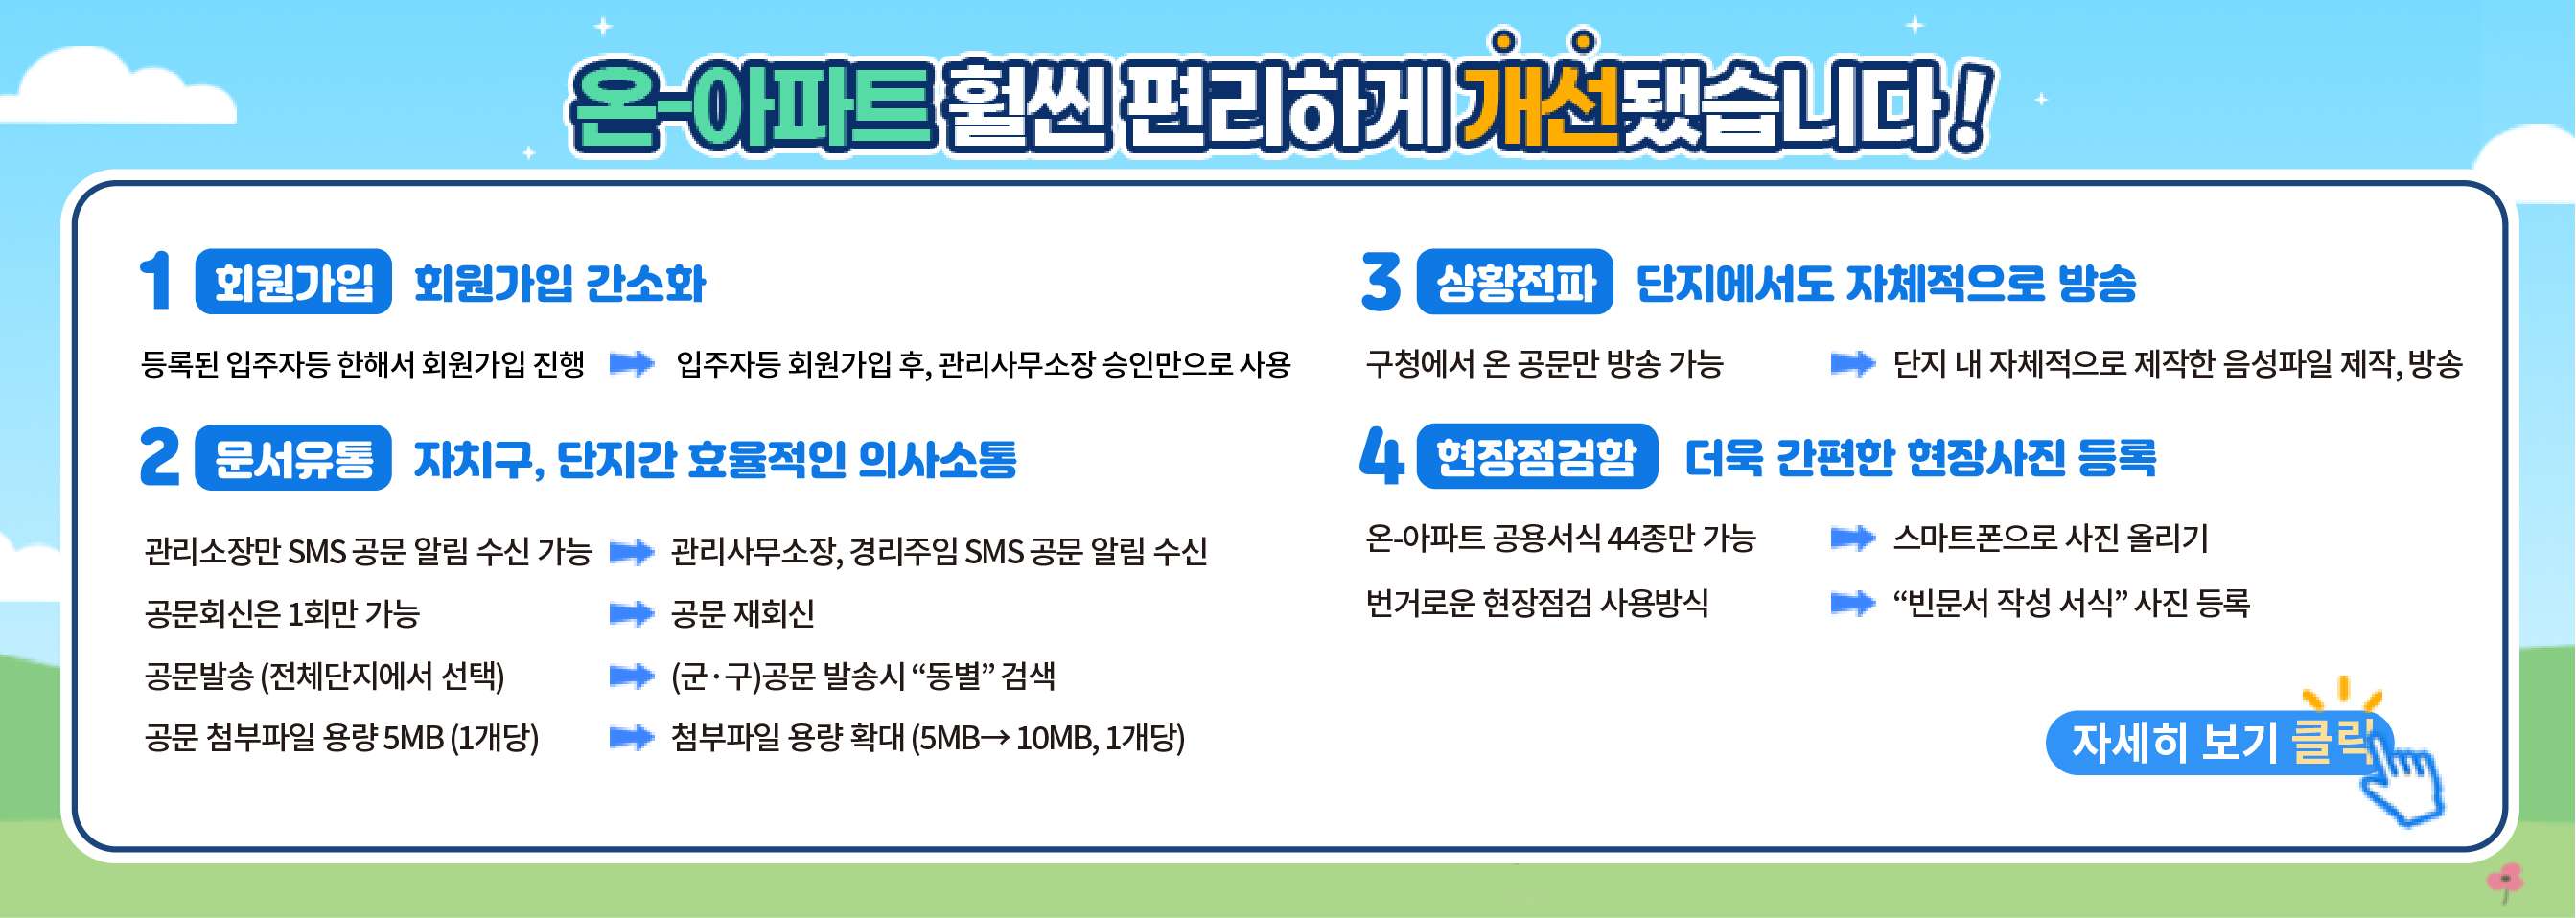 온-아파트 훨씬 편리하게 개선됐습니다!
1 회원가입 회원가입 간소화
등록된 입주자등 한해서 회원가입 진행 → 입주자등 회원가입 후, 관리사무소장 승인만으로 사용
2 문서유통 자치구, 단지간 효율적인 의사소통
관리소장만 SMS 공문 알림 수신 가능 → 관리사무소장, 경리주임 SMS 공문 알림 수신
공문회신은 1회만 가능 → 공문 재회신
공문발송 (전체단지에서 선택) → (군·구)공문 발송시 “동별” 검색
공문 첨부파일 용량 5MB (1개당) → 첨부파일 용량 확대 (5MB→ 10MB, 1개당)
3 상황전파 단지에서도 자체적으로 방송
구청에서 온 공문만 방송 가능 → 단지 내 자체적으로 제작한 음성파일 제작, 방송
4 현장점검함 더욱 간편한 현장사진 등록
온-아파트 공용서식 44종만 가능 → 스마트폰으로 사진 올리기
번거로운 현장점검 사용방식 → “빈문서 작성 서식” 사진 등록
자세히 보기 클릭